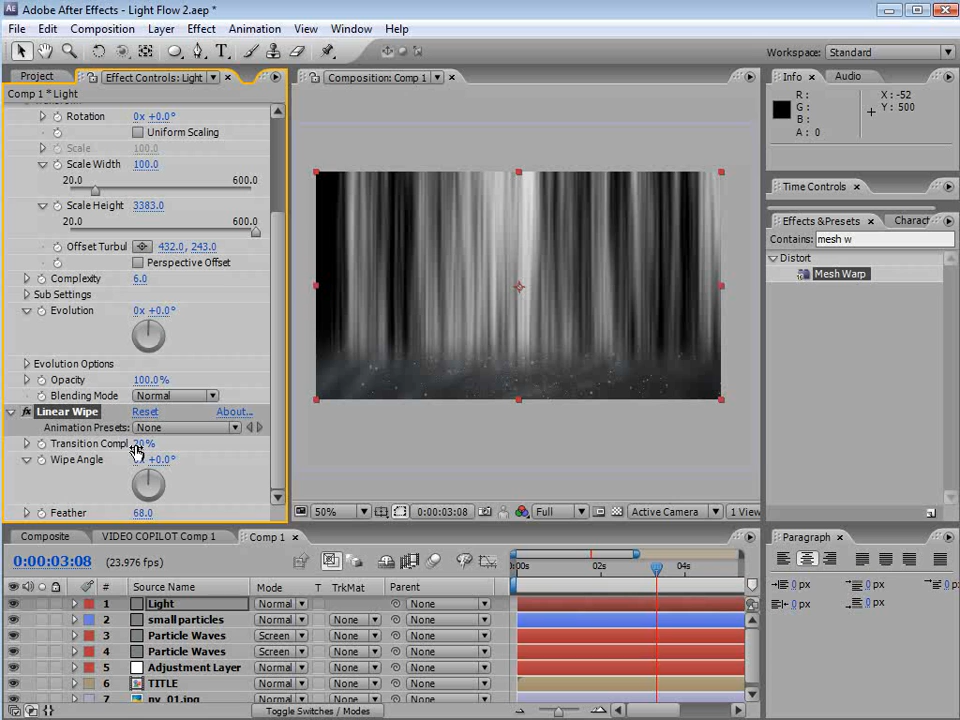 Adobe After Effects - Light Flow 2.aep *
File Edit Composition Layer Effect Animation View Window Help
Workspace: Standard
Project Effect Controls: Light
Composition: Comp 1
Info Audio
Comp 1 * Light
R : X : -52
G : Y : 500
B :
A : 0
Rotation 0x +0.0°
Uniform Scaling
Scale 100.0
Scale Width 100.0
20.0 600.0
Scale Height 3383.0
20.0 600.0
Offset Turbul 432.0, 243.0
Perspective Offset
Complexity 6.0
Sub Settings
Evolution 0x +0.0°
Evolution Options
Opacity 100.0%
Blending Mode Normal
fx Linear Wipe Reset About...
Animation Presets: None
Transition Compl 20%
Wipe Angle 0x +0.0°
Feather 68.0
Time Controls
Effects & Presets Charact
Contains: mesh w
Distort
Mesh Warp
50% 0:00:03:08 Full Active Camera 1 View
Composite VIDEO COPILOT Comp 1 Comp 1
0:00:03:08 (23.976 fps)
:00s 02s 04s
# Source Name Mode T TrkMat Parent
1 Light Normal None
2 small particles Normal None None
3 Particle Waves Screen None None
4 Particle Waves Screen None None
5 Adjustment Layer Normal None None
6 TITLE Normal None None
7 ny_01.jpg Normal None None
Toggle Switches / Modes
Paragraph
0 px 0 px 0 px
0 px 0 px